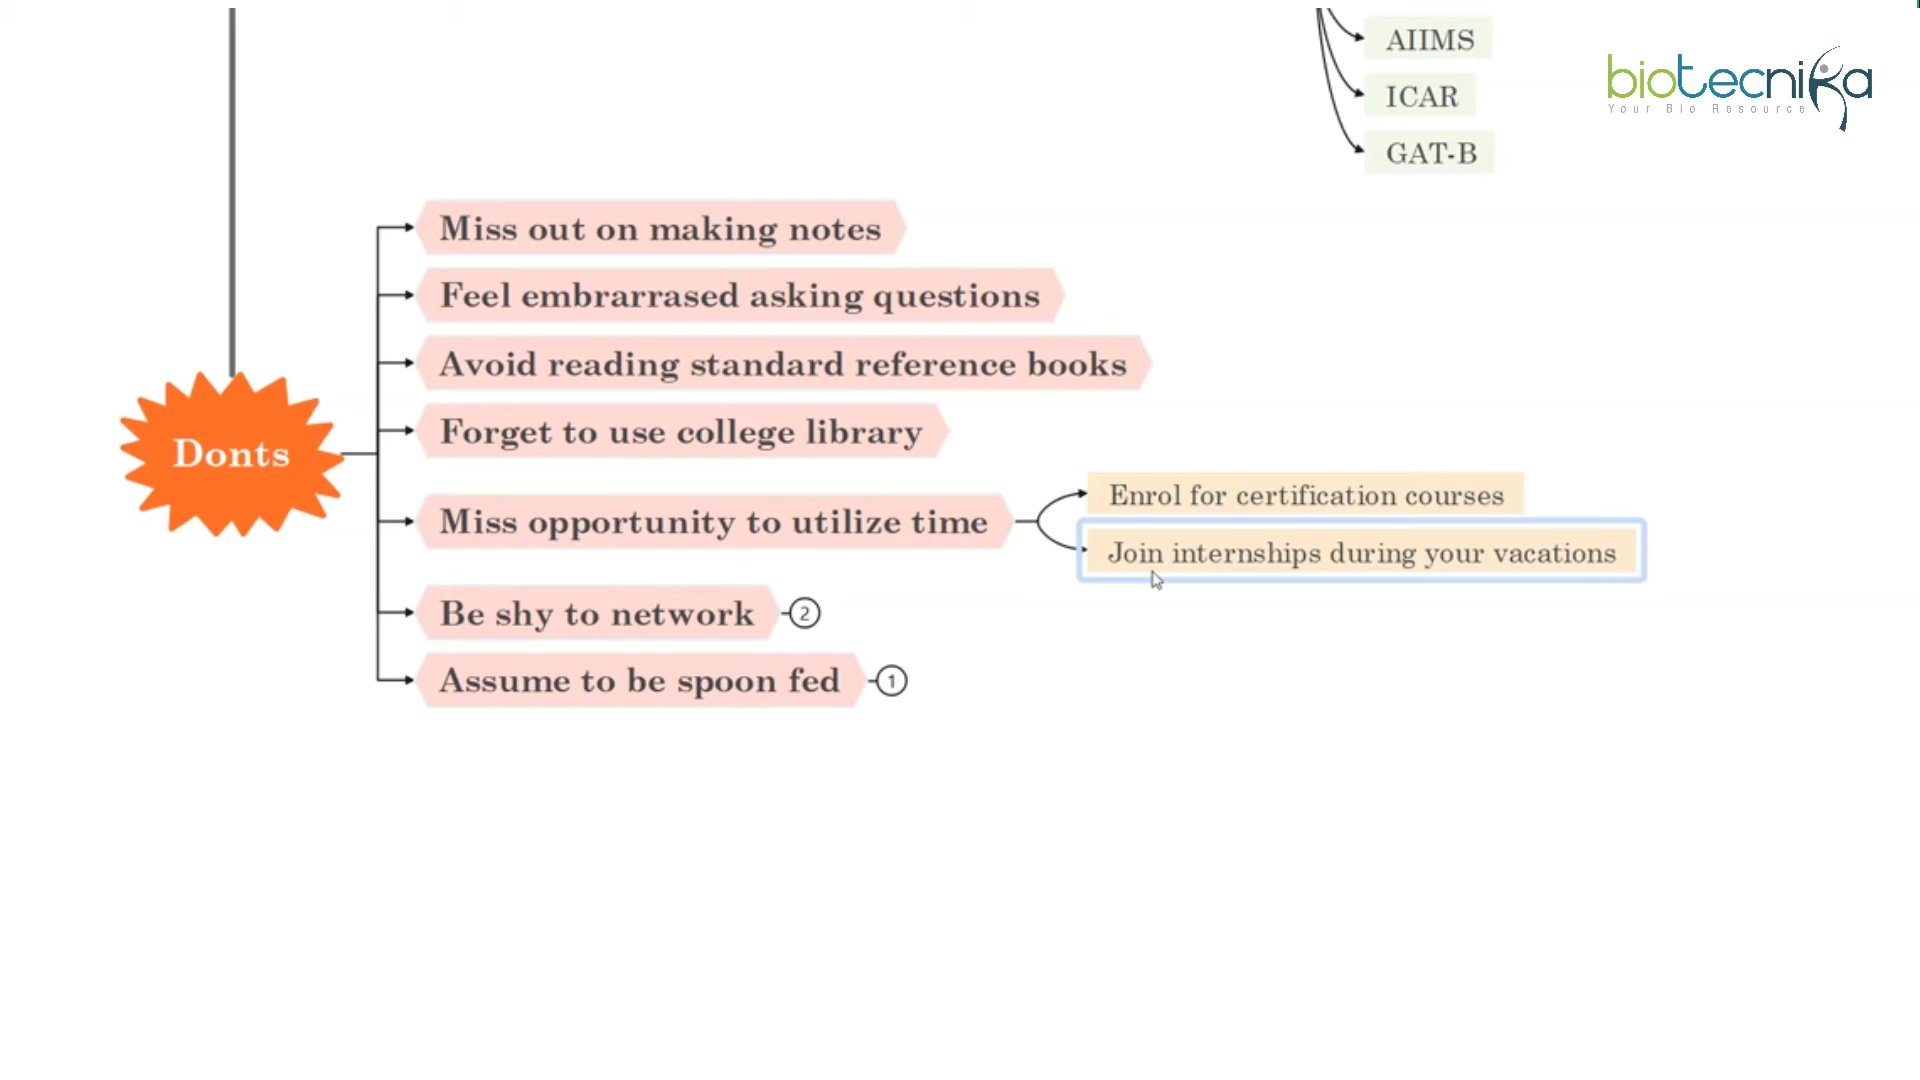 AIIMS
ICAR
GAT-B
biotecnika
Your Bio Resource
Miss out on making notes
Feel embrarrased asking questions
Avoid reading standard reference books
Forget to use college library
Donts
Miss opportunity to utilize time
Enrol for certification courses
Join internships during your vacations
Be shy to network
2
Assume to be spoon fed
1